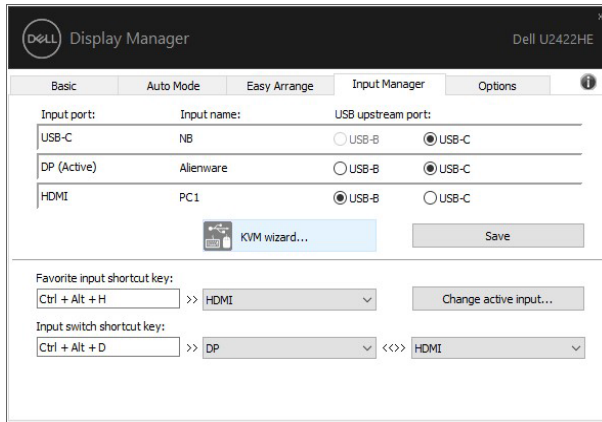 DELL Display Manager Dell U2422HE
Basic Auto Mode Easy Arrange Input Manager Options
Input port: Input name: USB upstream port:
USB-C NB USB-B USB-C
DP (Active) Alienware USB-B USB-C
HDMI PC1 USB-B USB-C
KVM wizard... Save
Favorite input shortcut key:
Ctrl + Alt + H >> HDMI Change active input...
Input switch shortcut key:
Ctrl + Alt + D >> DP <<>> HDMI